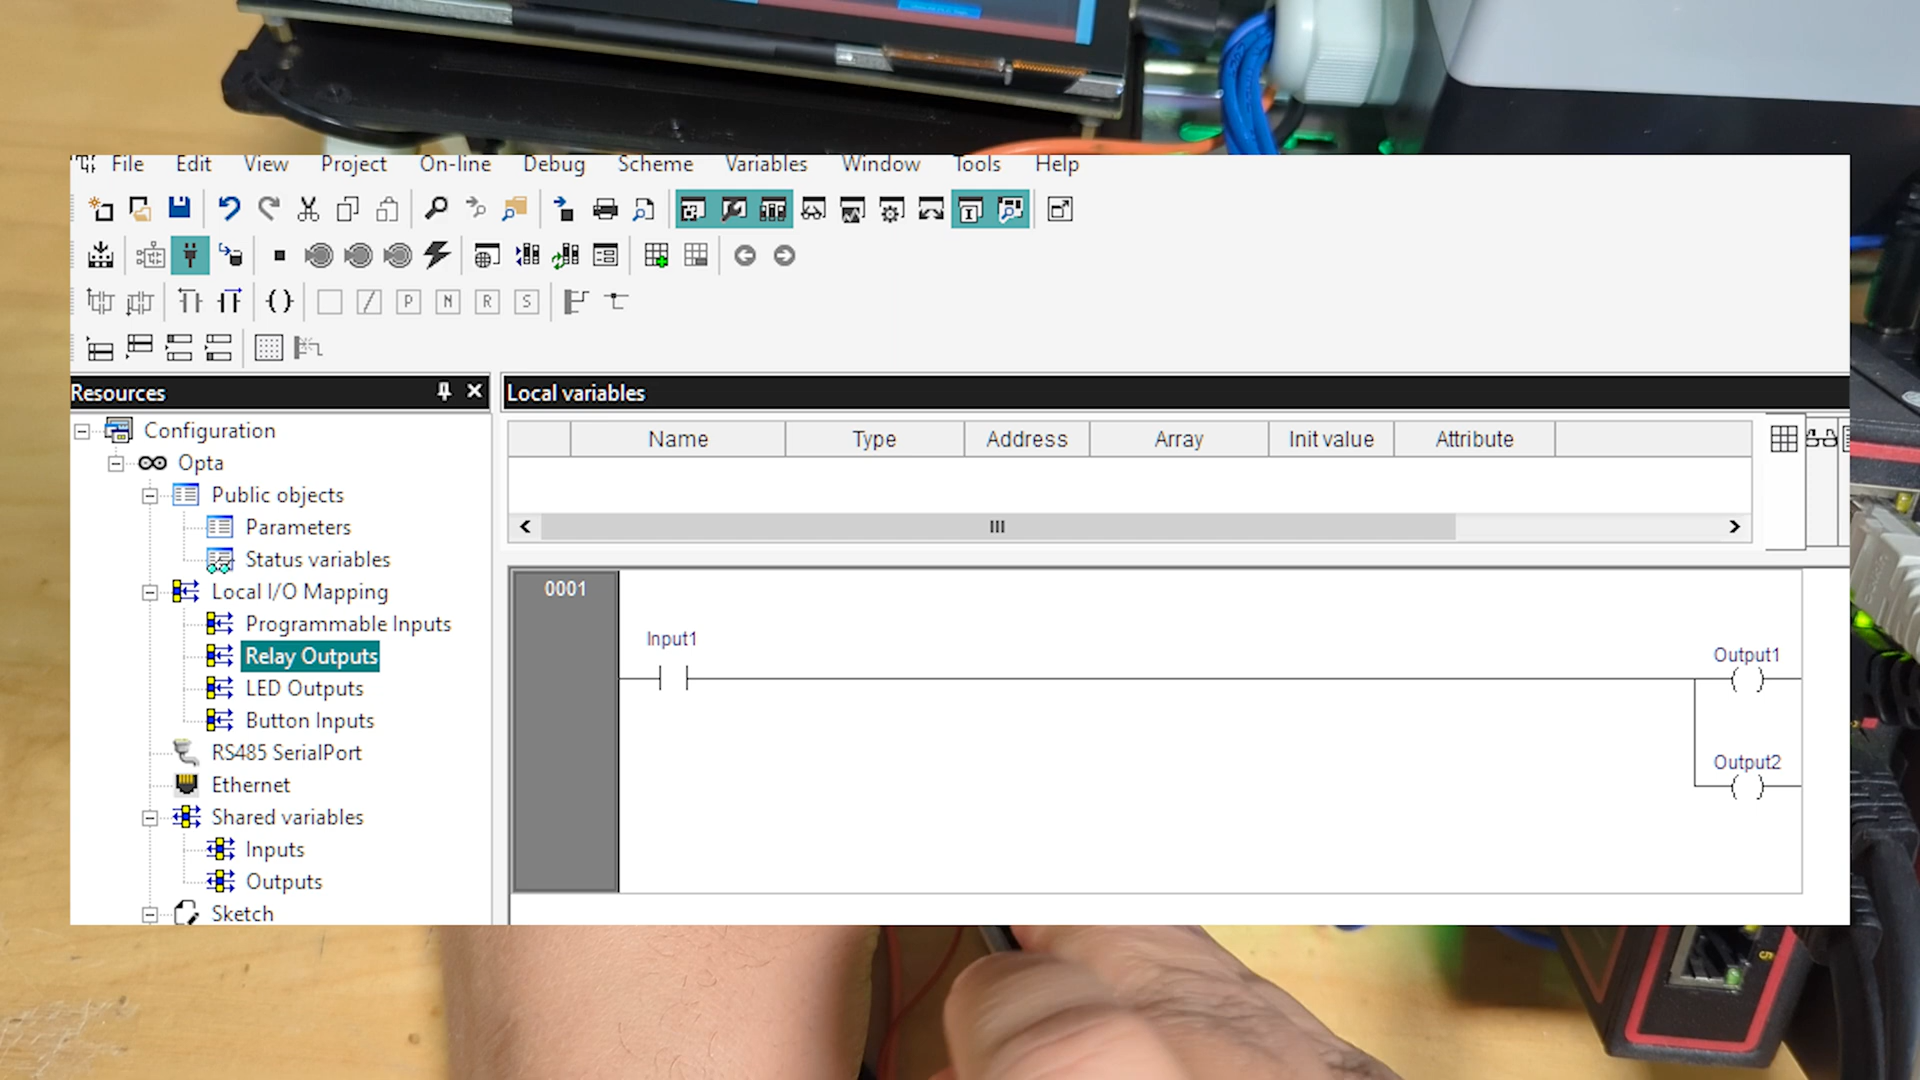 File Edit View Project On-line Debug Scheme Variables Window Tools Help
P N R S
Resources
Local variables
Configuration
Opta
Public objects
Parameters
Status variables
Local I/O Mapping
Programmable Inputs
Relay Outputs
LED Outputs
Button Inputs
RS485 SerialPort
Ethernet
Shared variables
Inputs
Outputs
Sketch
Name Type Address Array Init value Attribute
0001
Input1
Output1
Output2
5